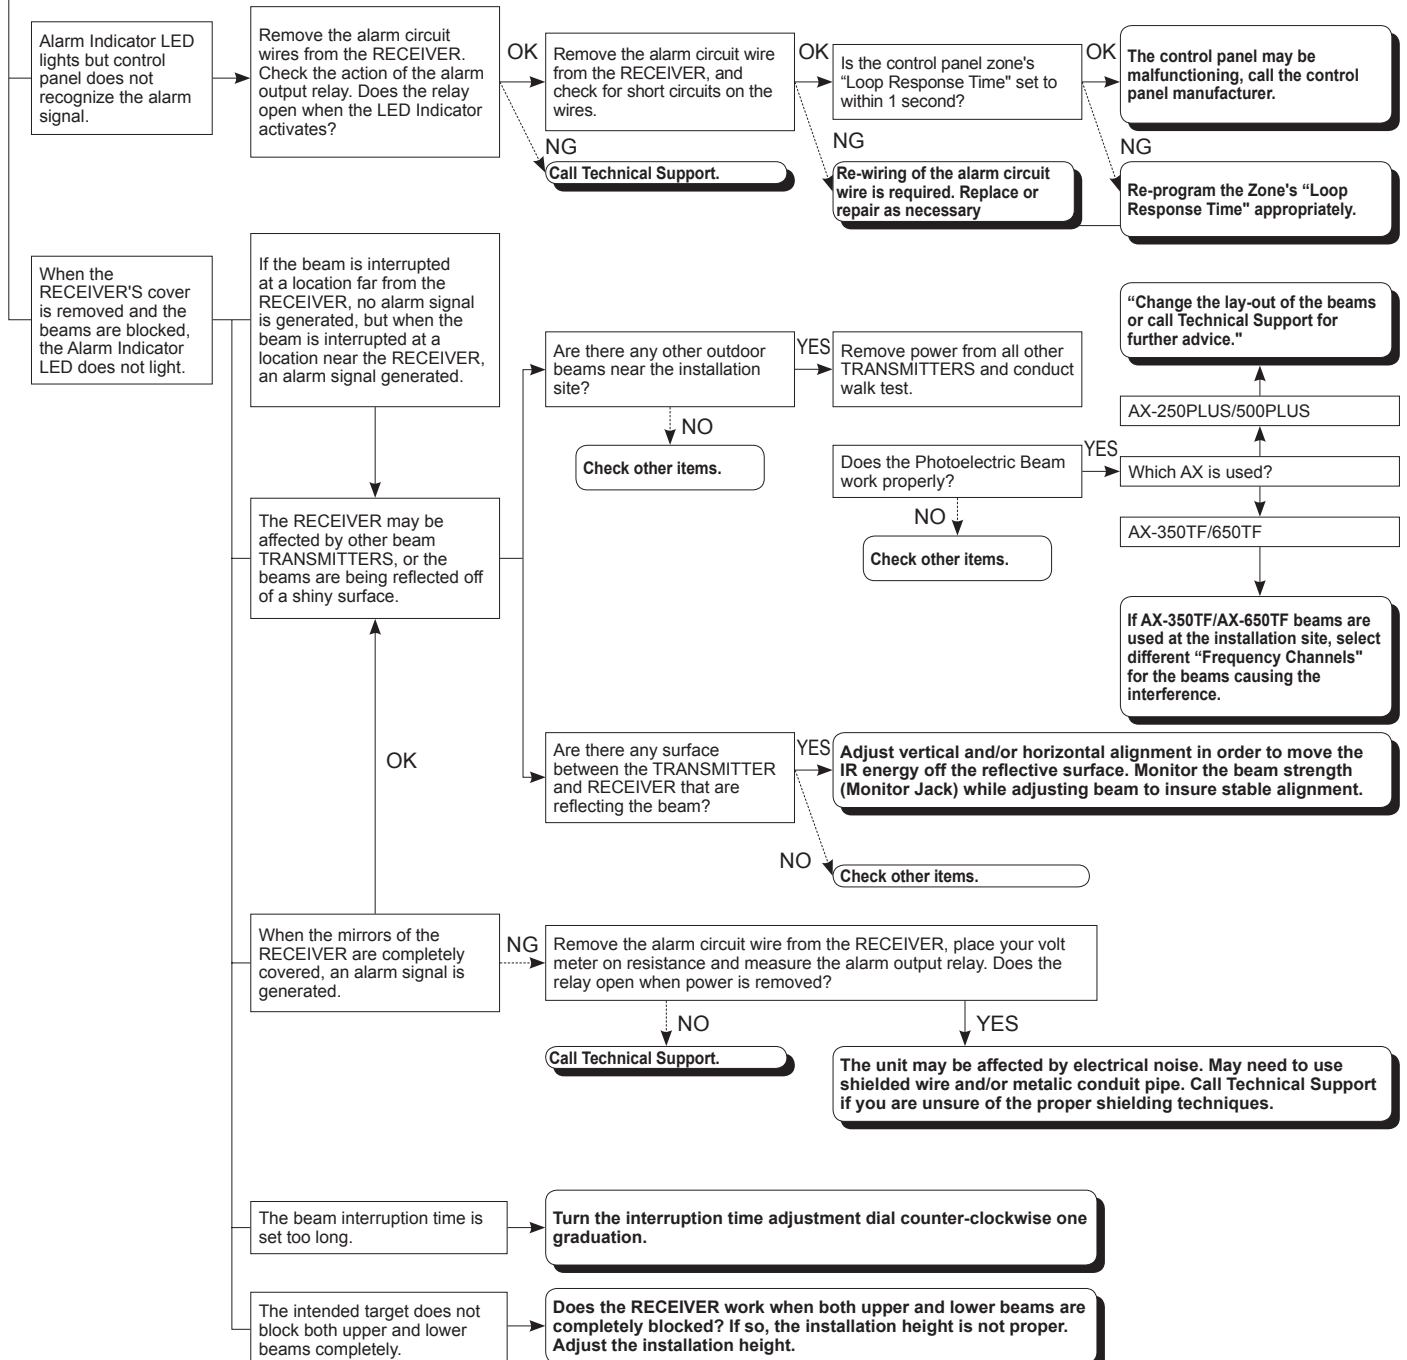 Alarm Indicator LED
lights but control
panel does not
recognize the alarm
signal.
Remove the alarm circuit
wires from the RECEIVER.
Check the action of the alarm
output relay. Does the relay
open when the LED Indicator
activates?
OK
NG
Remove the alarm circuit wire
from the RECEIVER, and
check for short circuits on the
wires.
Call Technical Support.
OK
NG
Is the control panel zone's
“Loop Response Time" set to
within 1 second?
Re-wiring of the alarm circuit
wire is required. Replace or
repair as necessary
OK
NG
The control panel may be
malfunctioning, call the control
panel manufacturer.
Re-program the Zone's “Loop
Response Time" appropriately.
When the
RECEIVER'S cover
is removed and the
beams are blocked,
the Alarm Indicator
LED does not light.
If the beam is interrupted
at a location far from the
RECEIVER, no alarm signal
is generated, but when the
beam is interrupted at a
location near the RECEIVER,
an alarm signal generated.
The RECEIVER may be
affected by other beam
TRANSMITTERS, or the
beams are being reflected off
of a shiny surface.
Are there any other outdoor
beams near the installation
site?
YES
NO
Check other items.
Remove power from all other
TRANSMITTERS and conduct
walk test.
Does the Photoelectric Beam
work properly?
YES
NO
Check other items.
“Change the lay-out of the beams
or call Technical Support for
further advice."
AX-250PLUS/500PLUS
Which AX is used?
AX-350TF/650TF
If AX-350TF/AX-650TF beams are
used at the installation site, select
different “Frequency Channels"
for the beams causing the
interference.
Are there any surface
between the TRANSMITTER
and RECEIVER that are
reflecting the beam?
YES
Adjust vertical and/or horizontal alignment in order to move the
IR energy off the reflective surface. Monitor the beam strength
(Monitor Jack) while adjusting beam to insure stable alignment.
NO
Check other items.
OK
When the mirrors of the
RECEIVER are completely
covered, an alarm signal is
generated.
NG
Remove the alarm circuit wire from the RECEIVER, place your volt
meter on resistance and measure the alarm output relay. Does the
relay open when power is removed?
NO
Call Technical Support.
YES
The unit may be affected by electrical noise. May need to use
shielded wire and/or metalic conduit pipe. Call Technical Support
if you are unsure of the proper shielding techniques.
The beam interruption time is
set too long.
Turn the interruption time adjustment dial counter-clockwise one
graduation.
The intended target does not
block both upper and lower
beams completely.
Does the RECEIVER work when both upper and lower beams are
completely blocked? If so, the installation height is not proper.
Adjust the installation height.